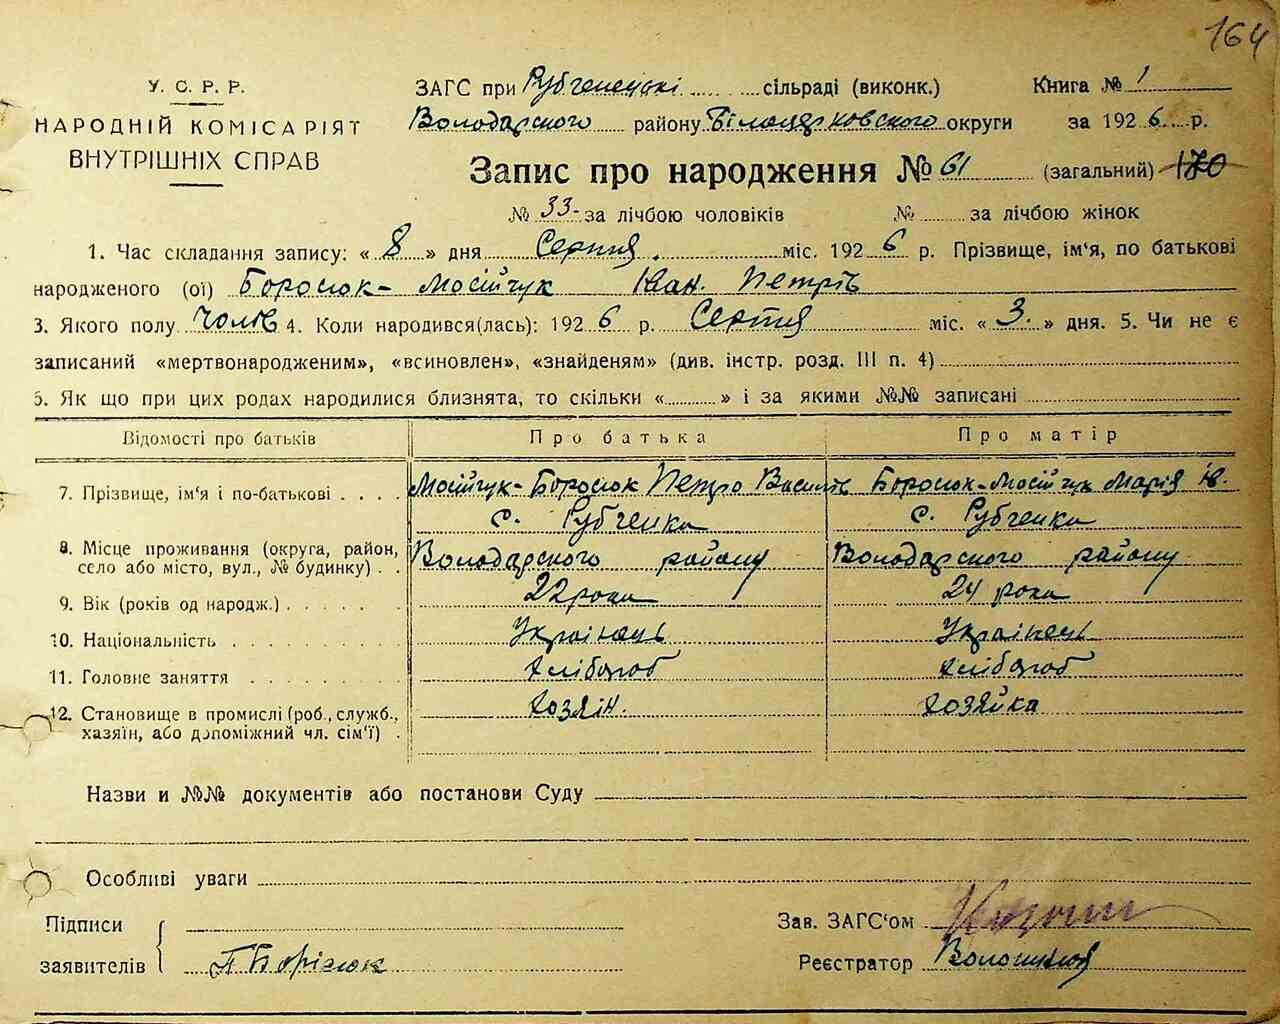 164
У.С.Р.Р.
НАРОДНІЙ КОМІСАРІЯТ
ВНУТРІШНІХ СПРАВ
ЗАГС при Рубченецькі сільраді (виконк.) Книга № 1
Володарского району Білоцерковского округи за 1926 р.
Запис про народження № 61 (загальний) 170
№ 33 за лічбою чоловіків № за лічбою жінок
1. Час складання запису: « 8 » дня Серпня міс. 1926 р. Прізвище, ім'я, по батькові
народженого (ої) Боросюк-Мосійчук Іван Петрів
3. Якого полу Чолов 4. Коли народився(лась): 1926 р. Серпня міс. « 3. » дня. 5. Чи не є
записаний «мертвонародженим», «всиновлен», «знайденям» (див. інстр. розд. III п. 4)
6. Як що при цих родах народилися близнята, то скільки « » і за якими №№ записані
Відомості про батьків Про батька Про матір
7. Прізвище, ім'я і по-батькові Мосійчук-Боросюк Петро Василів Боросюк-Мосійчук Марія Ів.
с. Рубченка с. Рубченка
8. Місце проживання (округа, район, село або місто, вул., № будинку) Володарского району Володарского району
9. Вік (років од народж.) 22 роки 24 рока
10. Національність Українець Українець
11. Головне заняття хлібороб хлібороб
12. Становище в промислі (роб., служб., хазяїн. хозяйка
хазяїн, або допоміжний чл. сім'ї)
Назви и №№ документів або постанови Суду
Особливі уваги
Підписи
заявителів П Борісюк
Зав. ЗАГС'ом
Реєстратор